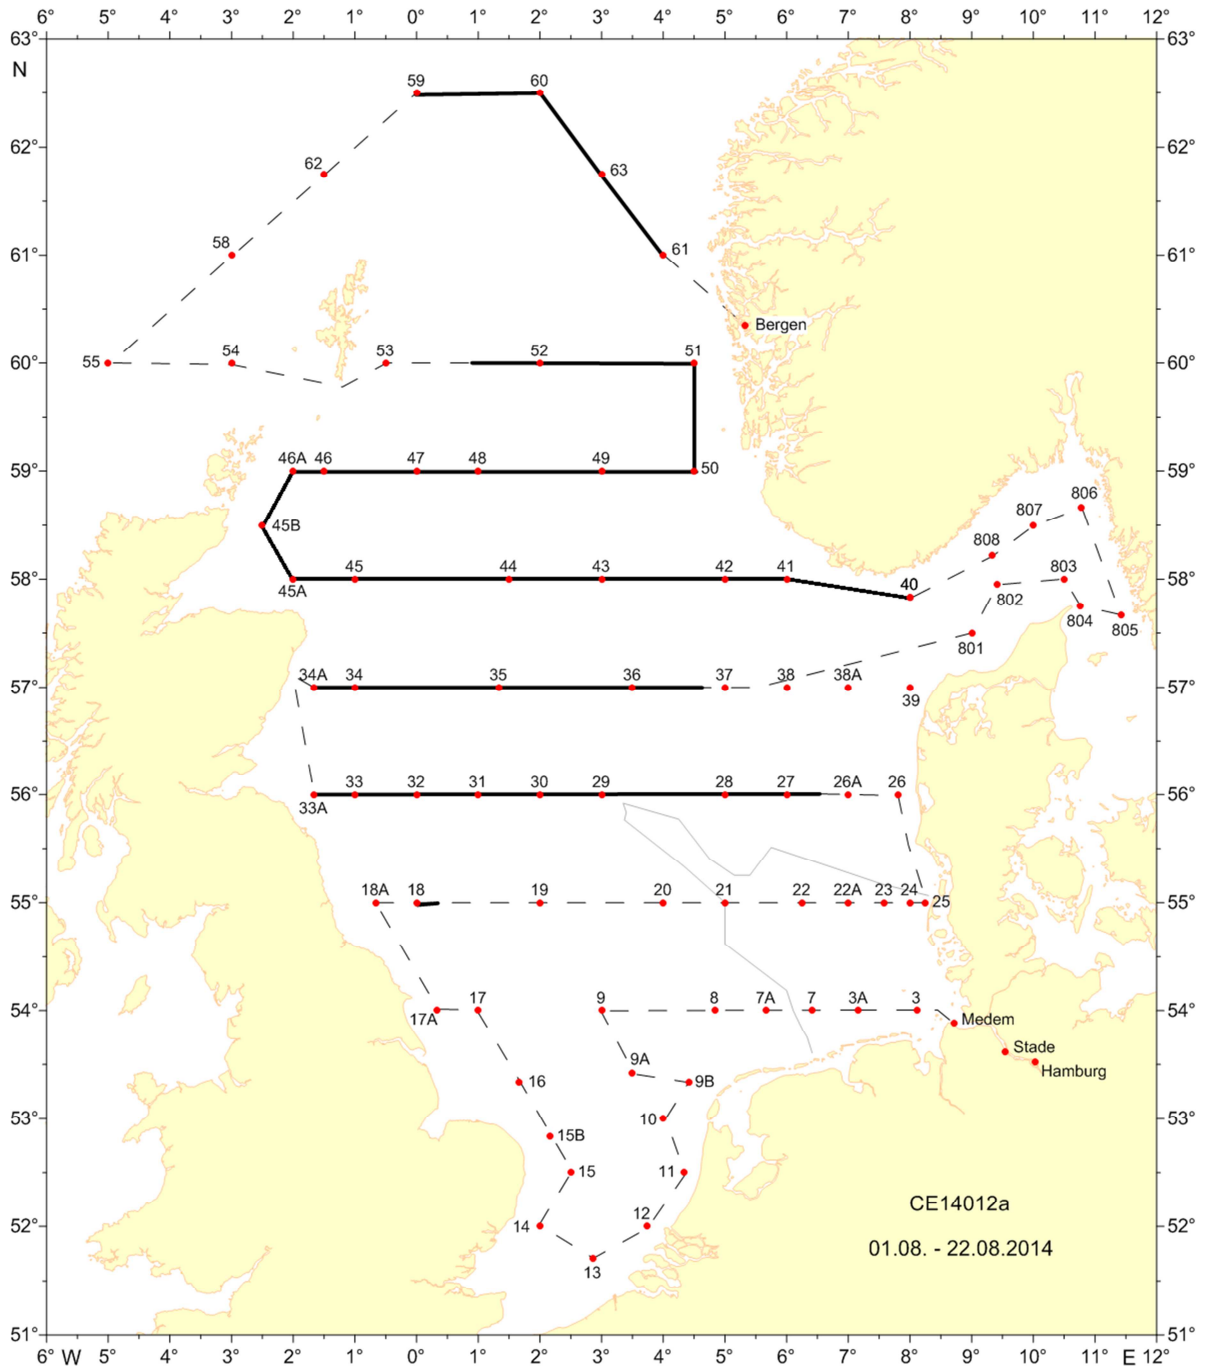 6° 5° 4° 3° 2° 1° 0° 1° 2° 3° 4° 5° 6° 7° 8° 9° 10° 11° 12°
63° 63°
N
59 60
62° 62 63 62°
58 61
61° 61°
Bergen
60° 55 54 53 52 51 60°
59° 46A 46 47 48 49 50 59°
806
807
45B
808
58° 45 44 43 42 41 803 58°
45A 40 802
804 805
801
57° 34A 34 35 36 37 38 38A 57°
39
56° 33 32 31 30 29 28 27 26A 26 56°
33A
55° 18A 18 19 20 21 22 22A 23 24 25 55°
54° 17 9 8 7A 7 3A 3 54°
17A Medem
Stade
9A
Hamburg
16 9B
53° 10 53°
15B
15 11
CE14012a
52° 14 12 52°
01.08. - 22.08.2014
13
51° 51°
6° W 5° 4° 3° 2° 1° 0° 1° 2° 3° 4° 5° 6° 7° 8° 9° 10° 11° E 12°